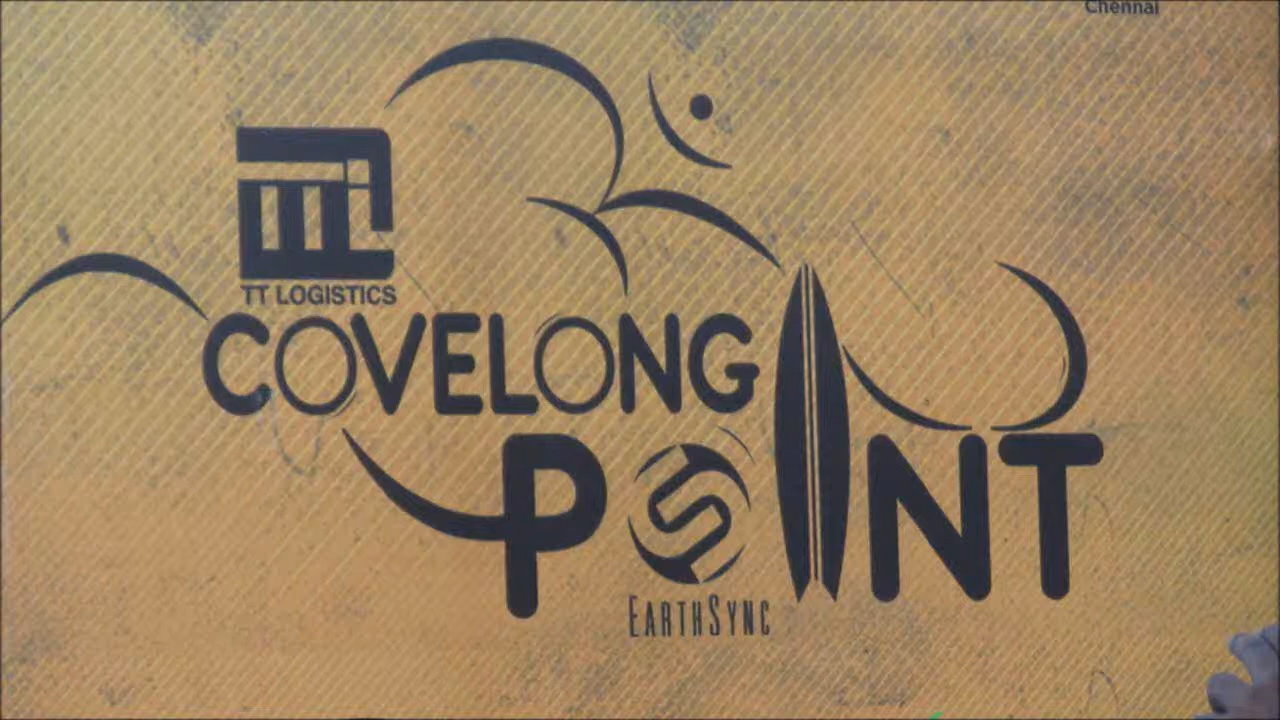 Chennai
TT LOGISTICS
COVELONG
POINT
EARTHSYNC